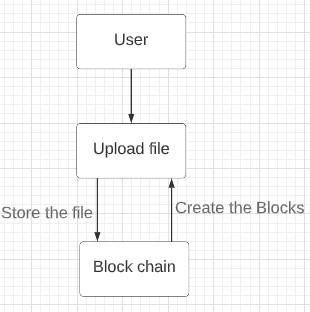 User
Upload file
Store the file
Create the Blocks
Block chain